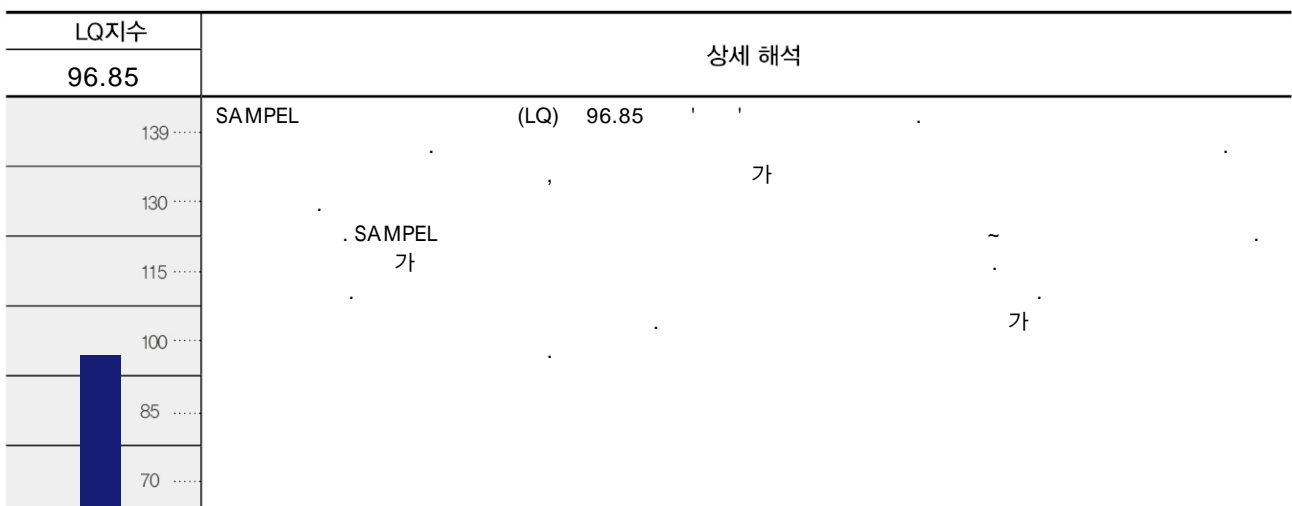 LQ지수
상세 해석
96.85
SAMPEL (LQ) 96.85 ' ' .
. .
, 가
.
. SAMPEL ~ .
가 .
. .
. 가
.
139
130
115
100
85
70